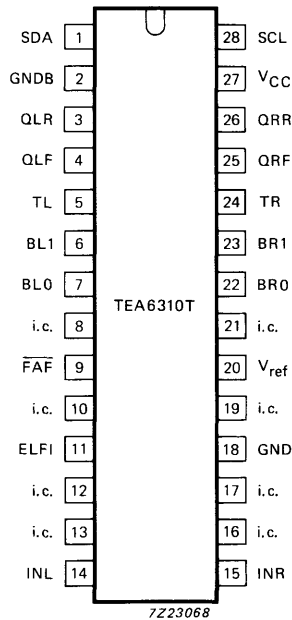 SDA 1 28 SCL
GNDB 2 27 VCC
QLR 3 26 QRR
QLF 4 25 QRF
TL 5 24 TR
BL1 6 23 BR1
BL0 7 22 BR0
TEA6310T
i.c. 8 21 i.c.
FAF 9 20 Vref
i.c. 10 19 i.c.
ELFI 11 18 GND
i.c. 12 17 i.c.
i.c. 13 16 i.c.
INL 14 15 INR
7Z23068